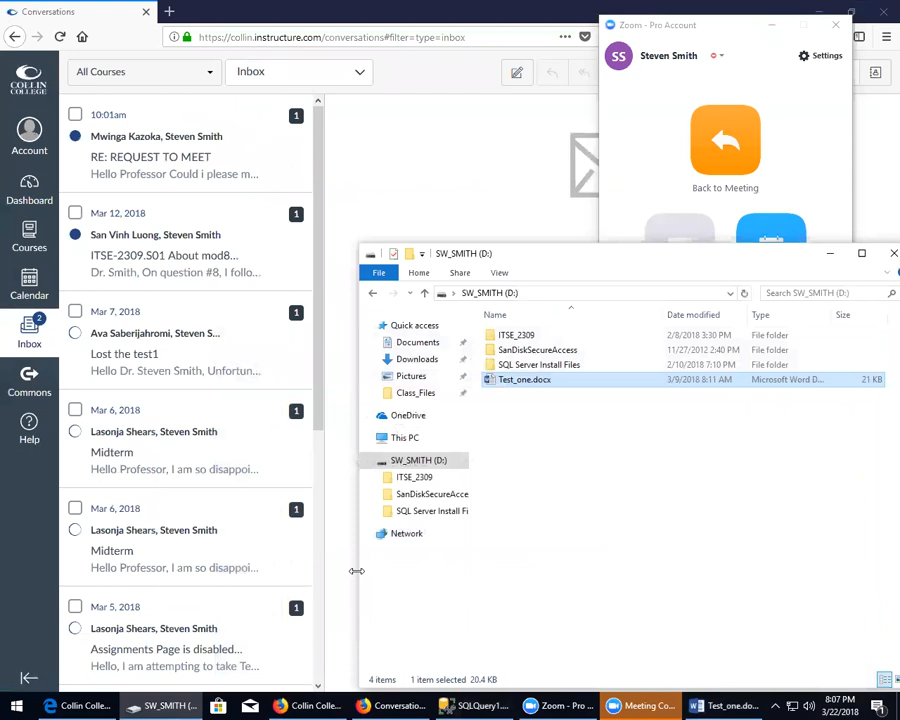 Conversations
https://collin.instructure.com/conversations#filter=type=inbox
Zoom - Pro Account
SS
Steven Smith
Settings
Back to Meeting
COLLIN
COLLEGE
Account
Dashboard
Courses
Calendar
2
Inbox
Commons
Help
All Courses
Inbox
10:01am
1
Mwinga Kazoka, Steven Smith
RE: REQUEST TO MEET
Hello Professor Could i please m...
Mar 12, 2018
1
San Vinh Luong, Steven Smith
ITSE-2309.S01 About mod8...
Dr. Smith, On question #8, I follo...
Mar 7, 2018
1
Ava Saberijahromi, Steven S...
Lost the test1
Hello Dr. Steven Smith, Unfortun...
Mar 6, 2018
1
Lasonja Shears, Steven Smith
Midterm
Hello Professor, I am so disappoi...
Mar 6, 2018
1
Lasonja Shears, Steven Smith
Midterm
Hello Professor, I am so disappoi...
Mar 5, 2018
1
Lasonja Shears, Steven Smith
Assignments Page is disabled...
Hello, I am attempting to take Te...
SW_SMITH (D:)
File Home Share View
SW_SMITH (D:)
Search SW_SMITH (D:)
Quick access
Documents
Downloads
Pictures
Class_Files
OneDrive
This PC
SW_SMITH (D:)
ITSE_2309
SanDiskSecureAcce
SQL Server Install Fi
Network
Name Date modified Type Size
ITSE_2309 2/8/2018 3:30 PM File folder
SanDiskSecureAccess 11/27/2012 2:40 PM File folder
SQL Server Install Files 2/10/2018 7:10 PM File folder
Test_one.docx 3/9/2018 8:11 AM Microsoft Word D... 21 KB
4 items 1 item selected 20.4 KB
Collin Colle...
SW_SMITH (...
Collin Colle...
Conversatio...
SQLQuery1...
Zoom - Pro ...
Meeting Co...
Test_one.do...
8:07 PM
3/22/2018